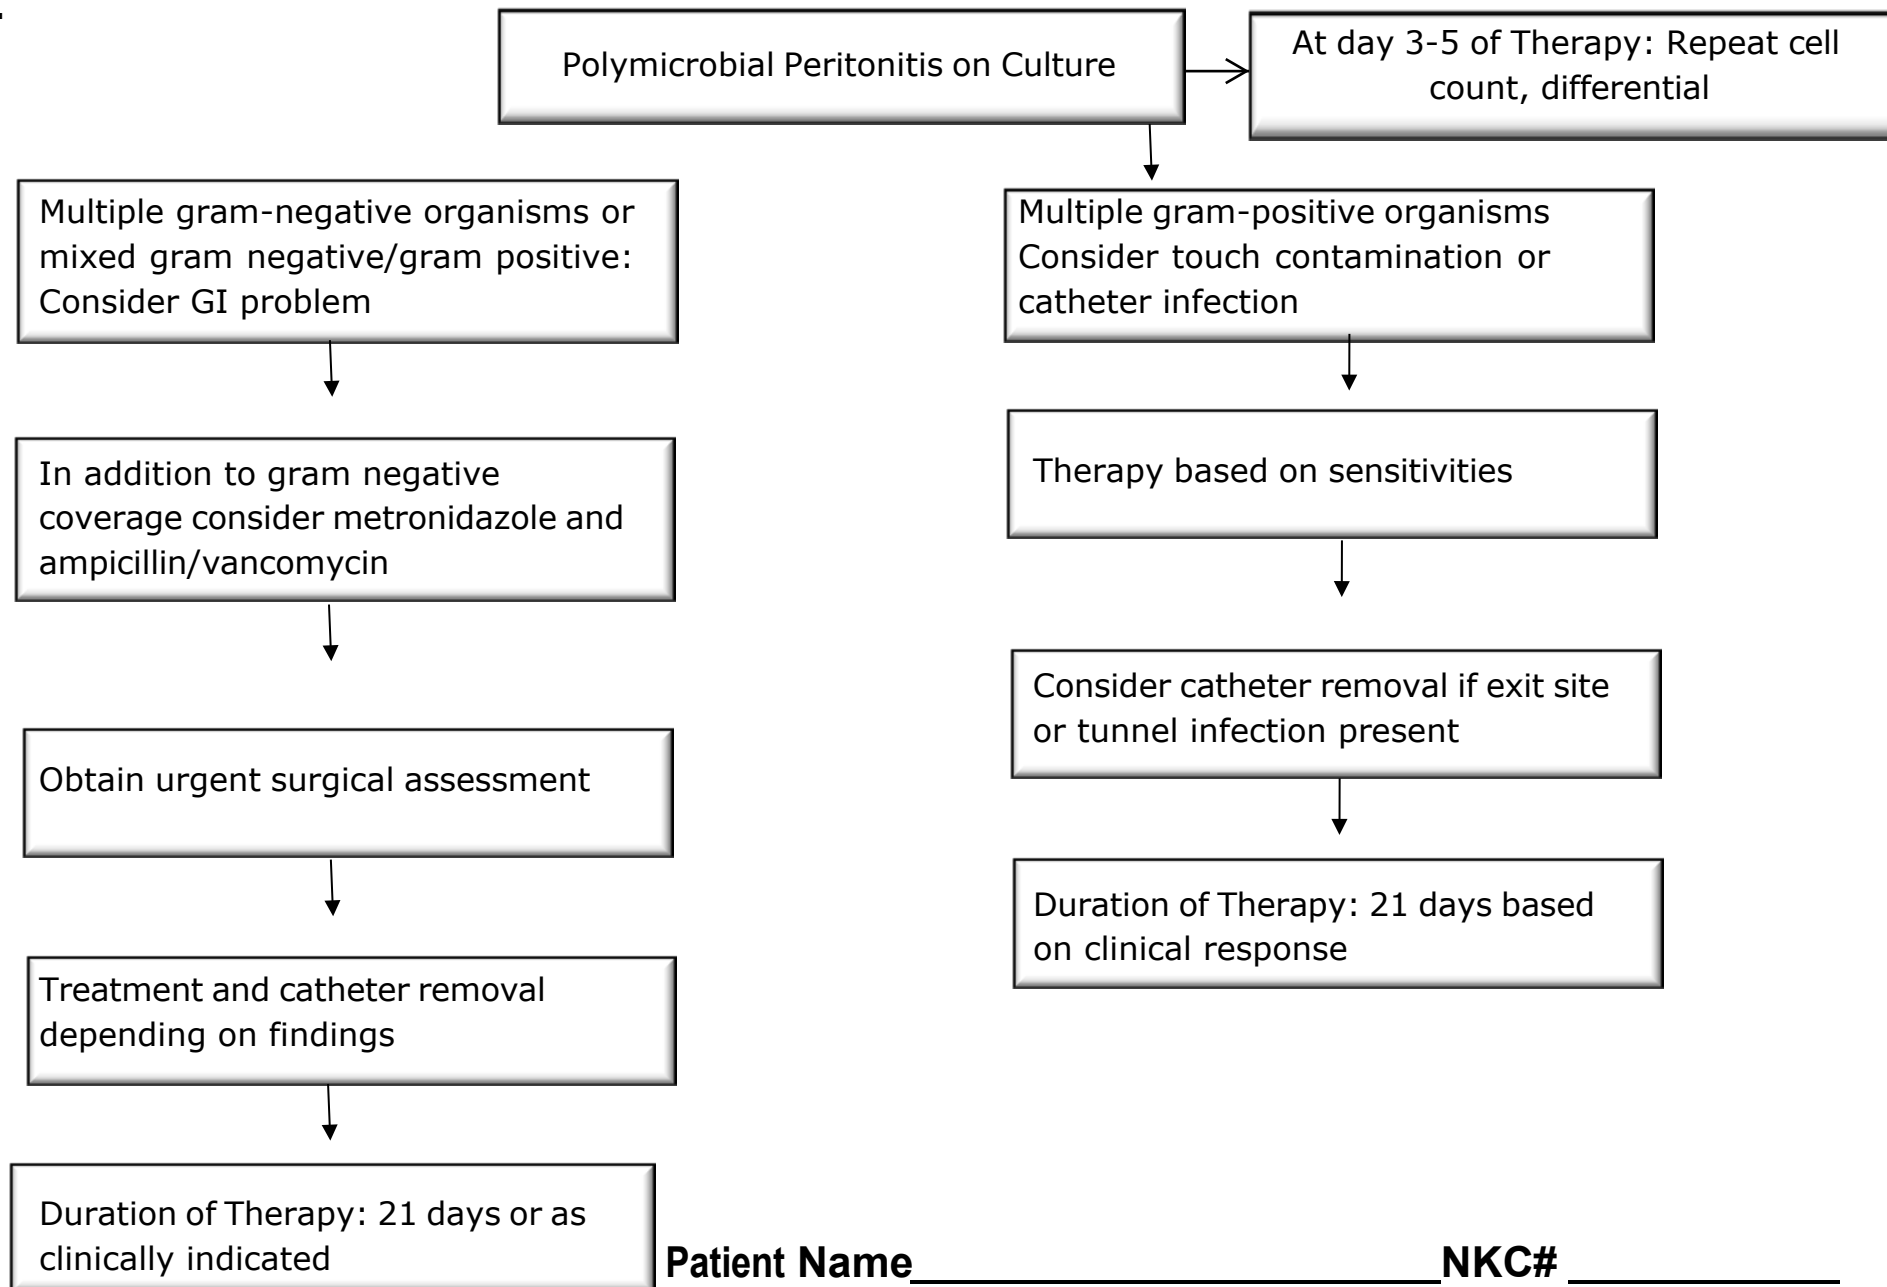 Polymicrobial Peritonitis on Culture
At day 3-5 of Therapy: Repeat cell
count, differential
Multiple gram-negative organisms or
mixed gram negative/gram positive:
Consider GI problem
In addition to gram negative
coverage consider metronidazole and
ampicillin/vancomycin
Obtain urgent surgical assessment
Treatment and catheter removal
depending on findings
Duration of Therapy: 21 days or as
clinically indicated
Multiple gram-positive organisms
Consider touch contamination or
catheter infection
Therapy based on sensitivities
Consider catheter removal if exit site
or tunnel infection present
Duration of Therapy: 21 days based
on clinical response
Patient Name____________________NKC# __________